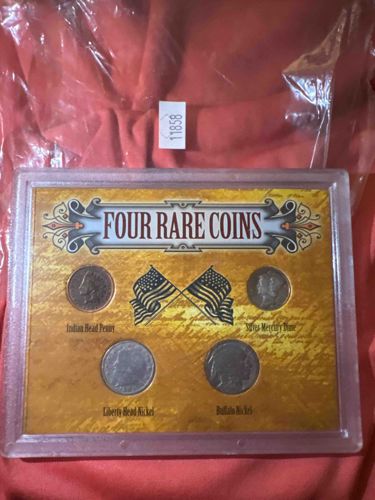 11858
FOUR RARE COINS
Indian Head Penny
Silver Mercury Dime
Liberty Head Nickel
Buffalo Nickel